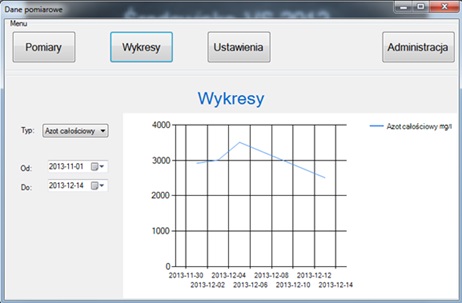 Dane pomiarowe
Menu
Pomiary Wykresy Ustawienia Administracja
Wykresy
Typ: Azot całościowy
Od: 2013-11-01
Do: 2013-12-14
4000
3000
2000
1000
0
2013-11-30 2013-12-04 2013-12-08 2013-12-12
2013-12-02 2013-12-06 2013-12-10 2013-12-14
Azot całościowy mg/l